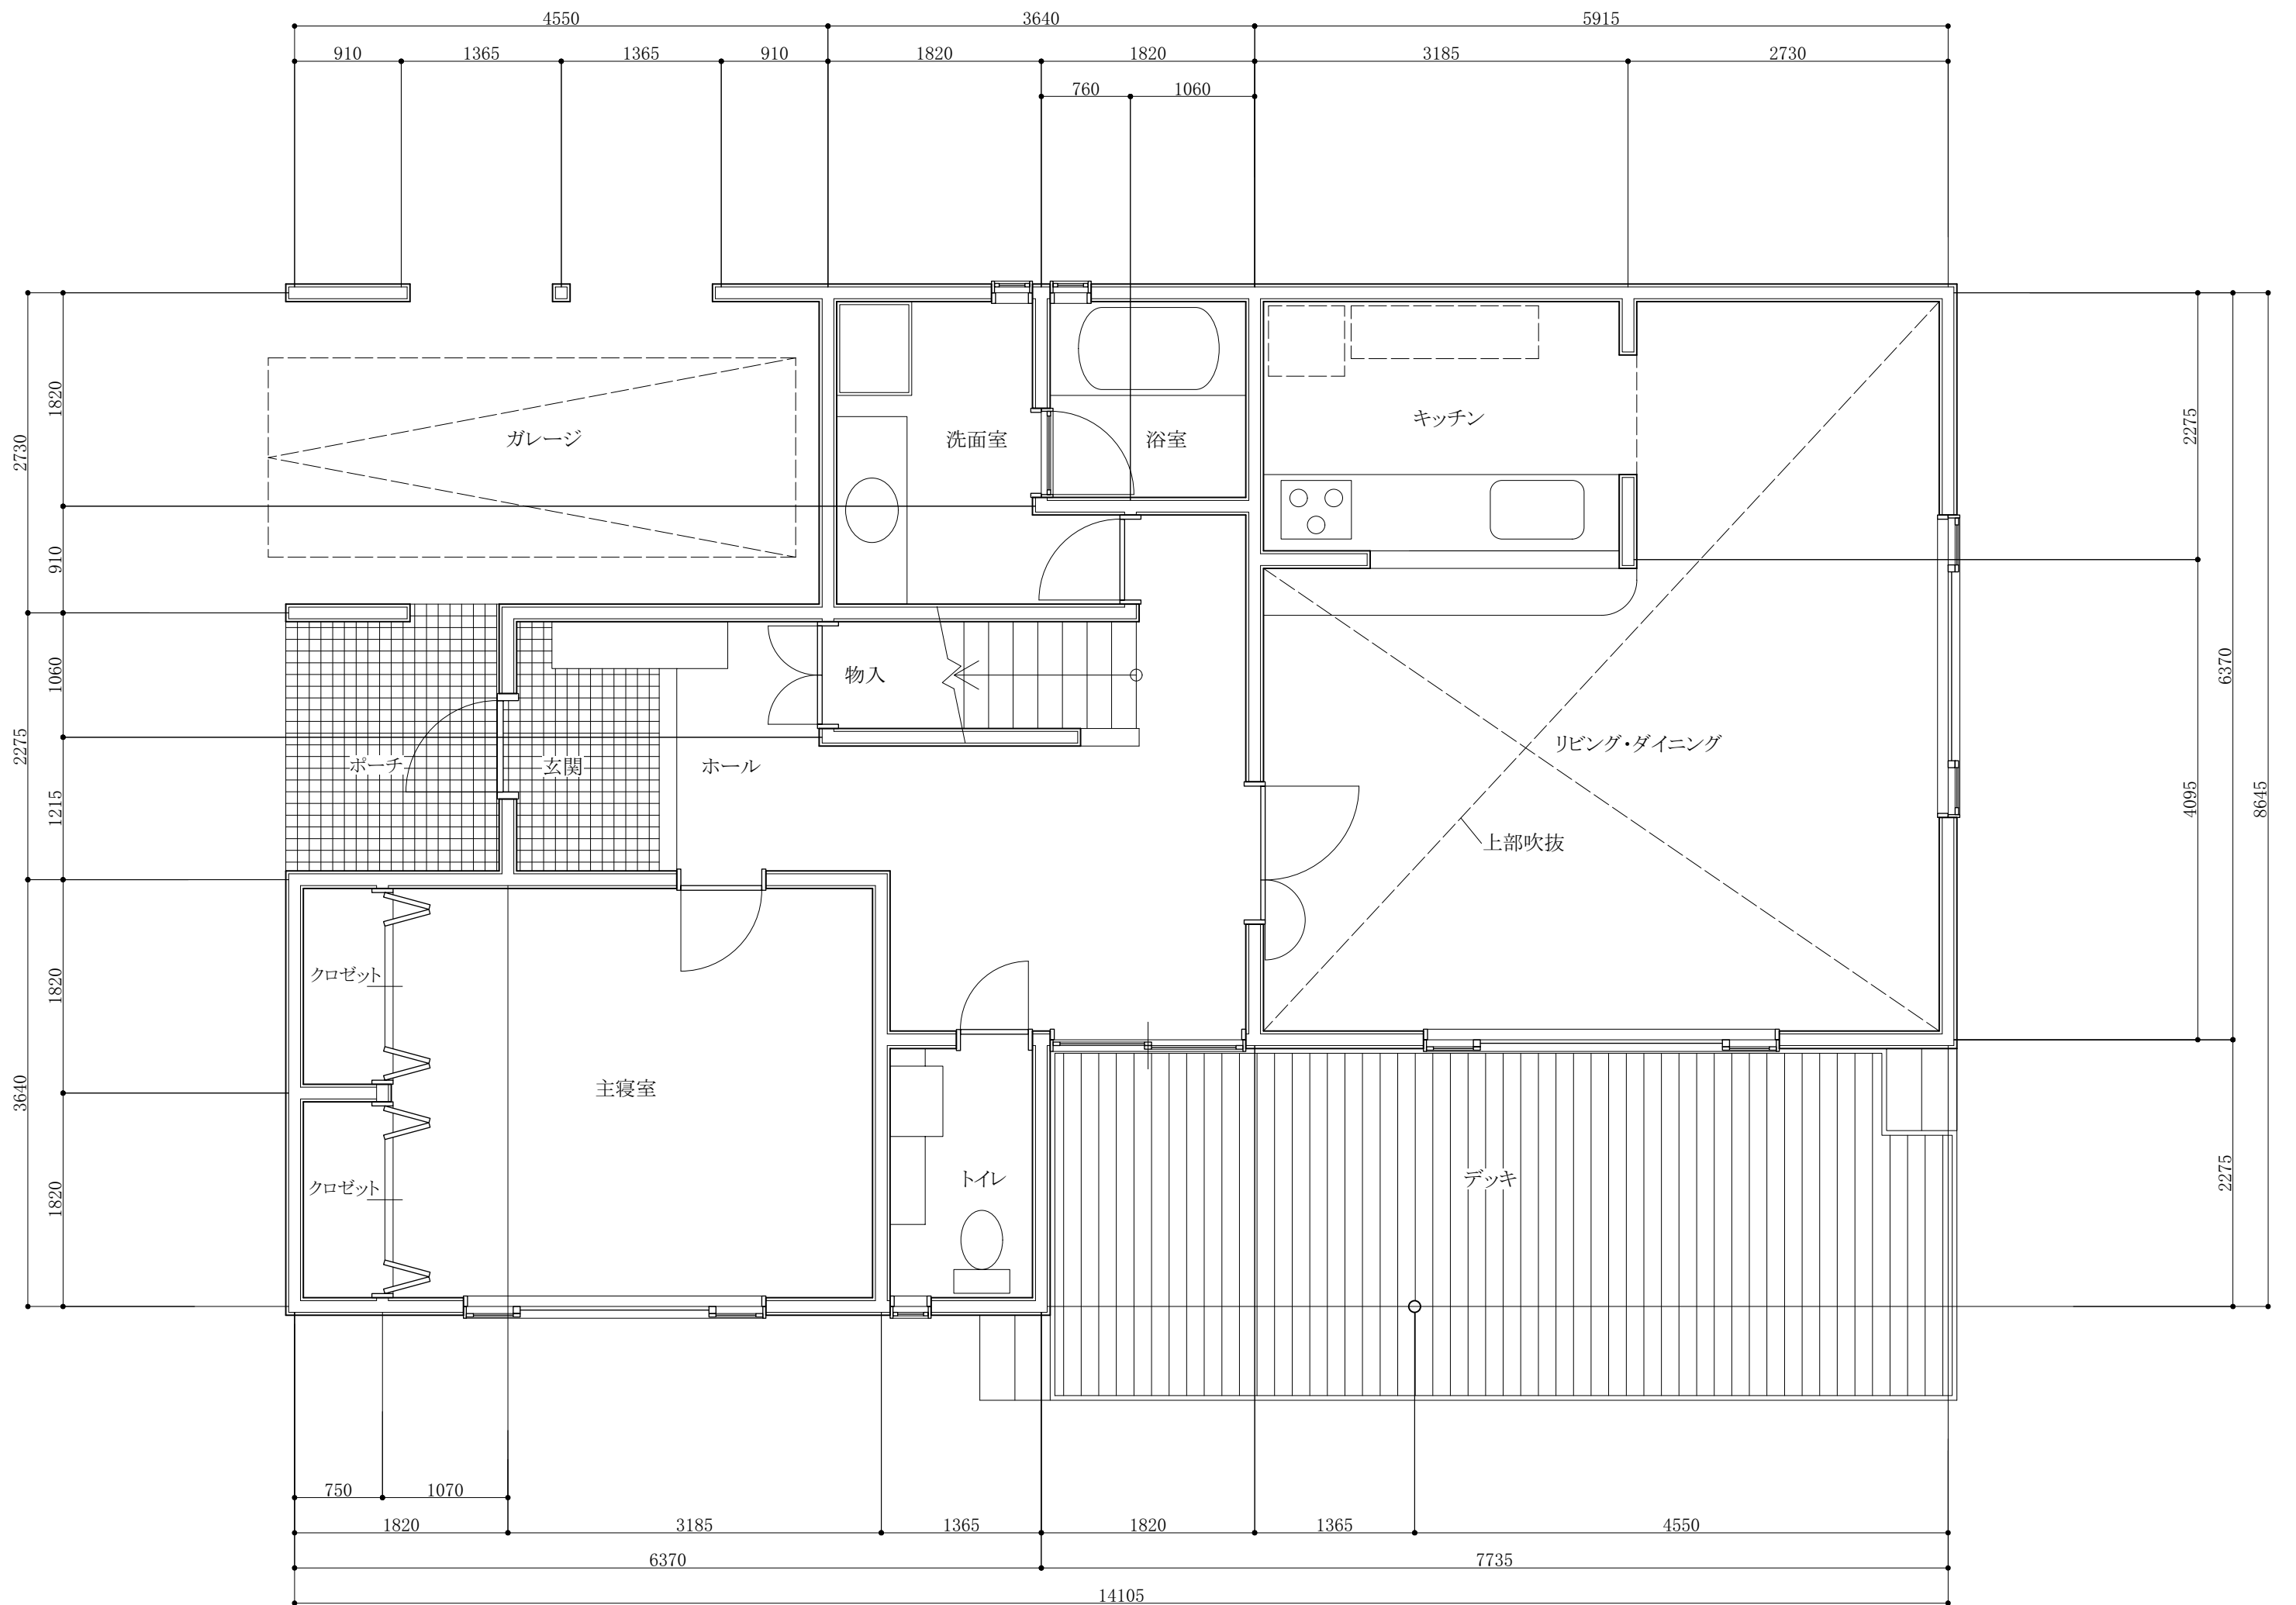 4550 3640 5915
910 1365 1365 910 1820 1820 3185 2730
760 1060
1820
2730
910
1060
2275
1215
1820
3640
1820
2275
6370
4095
8645
2275
キッチン
ガレージ
洗面室
浴室
物入
リビング・ダイニング
ポーチ
玄関
ホール
上部吹抜
クロゼット
主寝室
トイレ
デッキ
クロゼット
750 1070
1820 3185 1365 1820 1365 4550
6370 7735
14105